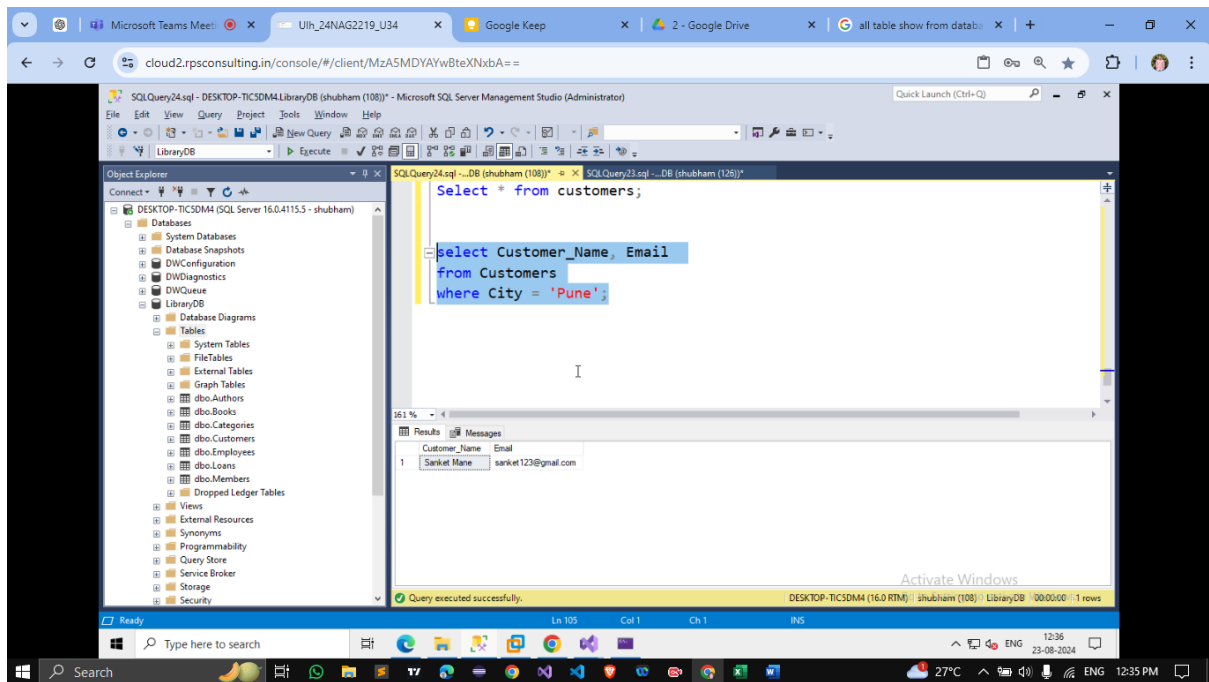 Microsoft Teams Meeti
Ulh_24NAG2219_U34
Google Keep
2 - Google Drive
all table show from databa
cloud2.rpsconsulting.in/console/#/client/MzA5MDYAYwBteXNxbA==
SQLQuery24.sql - DESKTOP-TIC5DM4.LibraryDB (shubham (108))* - Microsoft SQL Server Management Studio (Administrator)
Quick Launch (Ctrl+Q)
File Edit View Query Project Tools Window Help
New Query
LibraryDB
Execute
Object Explorer
SQLQuery24.sql -...DB (shubham (108))*
SQLQuery23.sql -...DB (shubham (126))*
Connect
DESKTOP-TIC5DM4 (SQL Server 16.0.4115.5 - shubham)
Databases
System Databases
Database Snapshots
DWConfiguration
DWDiagnostics
DWQueue
LibraryDB
Database Diagrams
Tables
System Tables
FileTables
External Tables
Graph Tables
dbo.Authors
dbo.Books
dbo.Categories
dbo.Customers
dbo.Employees
dbo.Loans
dbo.Members
Dropped Ledger Tables
Views
External Resources
Synonyms
Programmability
Query Store
Service Broker
Storage
Security
Select * from customers;
select Customer_Name, Email
from Customers
where City = 'Pune';
161 %
Results Messages
Customer_Name Email
1 Sanket Mane sanket123@gmail.com
Activate Windows
Query executed successfully.
DESKTOP-TIC5DM4 (16.0 RTM) shubham (108) LibraryDB 00:00:00 1 rows
Ready
Ln 105 Col 1 Ch 1 INS
Type here to search
ENG
12:36
23-08-2024
Search
27°C
ENG
12:35 PM